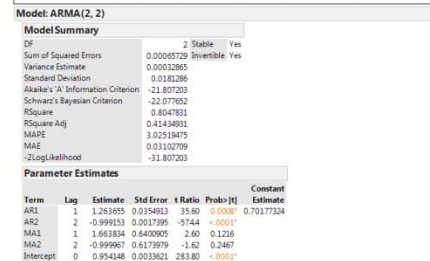 Model: ARMA(2, 2)
Model Summary
DF 2 Stable Yes
Sum of Squared Errors 0.00065729 Invertible Yes
Variance Estimate 0.00032865
Standard Deviation 0.0181286
Akaike's 'A' Information Criterion -21.807203
Schwarz's Bayesian Criterion -22.077652
RSquare 0.8047831
RSquare Adj 0.41434931
MAPE 3.02519475
MAE 0.03102709
-2LogLikelihood -31.807203
Parameter Estimates
Constant
Term Lag Estimate Std Error t Ratio Prob>|t| Estimate
AR1 1 1.263655 0.0354913 35.60 0.0008* 0.70177324
AR2 2 -0.999153 0.0017395 -574.4 <.0001*
MA1 1 1.663834 0.6400905 2.60 0.1216
MA2 2 -0.999967 0.6173979 -1.62 0.2467
Intercept 0 0.954148 0.0033621 283.80 <.0001*